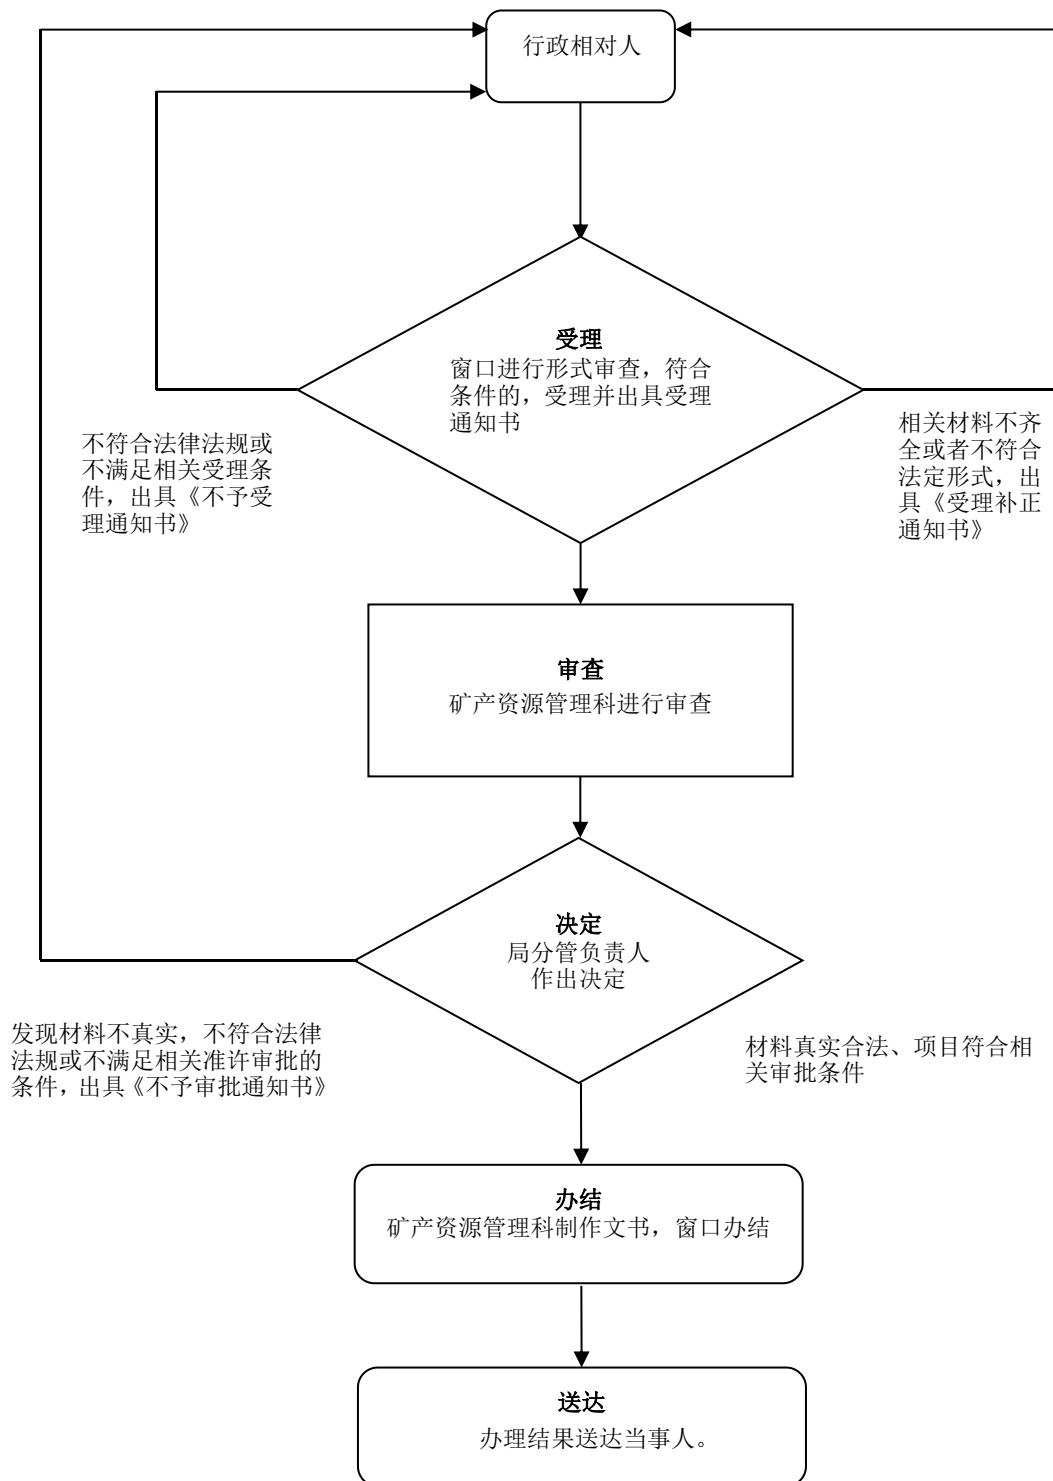 行政相对人
受理
窗口进行形式审查，符合
条件的，受理并出具受理
通知书
不符合法律法规或
不满足相关受理条
件，出具《不予受
理通知书》
相关材料不齐
全或者不符合
法定形式，出
具《受理补正
通知书》
审查
矿产资源管理科进行审查
决定
局分管负责人
作出决定
发现材料不真实，不符合法律
法规或不满足相关准许审批的
条件，出具《不予审批通知书》
材料真实合法、项目符合相
关审批条件
办结
矿产资源管理科制作文书，窗口办结
送达
办理结果送达当事人。